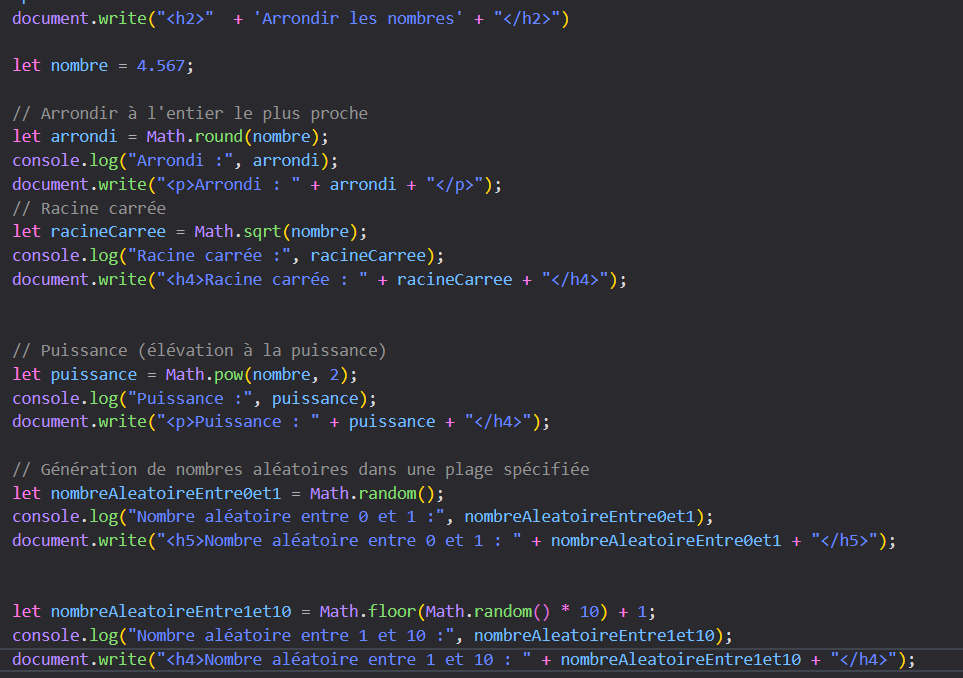 document.write("<h2>"  + 'Arrondir les nombres' + "</h2>")
let nombre = 4.567;
// Arrondir à l'entier le plus proche
let arrondi = Math.round(nombre);
console.log("Arrondi :", arrondi);
document.write("<p>Arrondi : " + arrondi + "</p>");
// Racine carrée
let racineCarree = Math.sqrt(nombre);
console.log("Racine carrée :", racineCarree);
document.write("<h4>Racine carrée : " + racineCarree + "</h4>");
// Puissance (élévation à la puissance)
let puissance = Math.pow(nombre, 2);
console.log("Puissance :", puissance);
document.write("<p>Puissance : " + puissance + "</h4>");
// Génération de nombres aléatoires dans une plage spécifiée
let nombreAleatoireEntre0et1 = Math.random();
console.log("Nombre aléatoire entre 0 et 1 :", nombreAleatoireEntre0et1);
document.write("<h5>Nombre aléatoire entre 0 et 1 : " + nombreAleatoireEntre0et1 + "</h5>");
let nombreAleatoireEntre1et10 = Math.floor(Math.random() * 10) + 1;
console.log("Nombre aléatoire entre 1 et 10 :", nombreAleatoireEntre1et10);
document.write("<h4>Nombre aléatoire entre 1 et 10 : " + nombreAleatoireEntre1et10 + "</h4>");